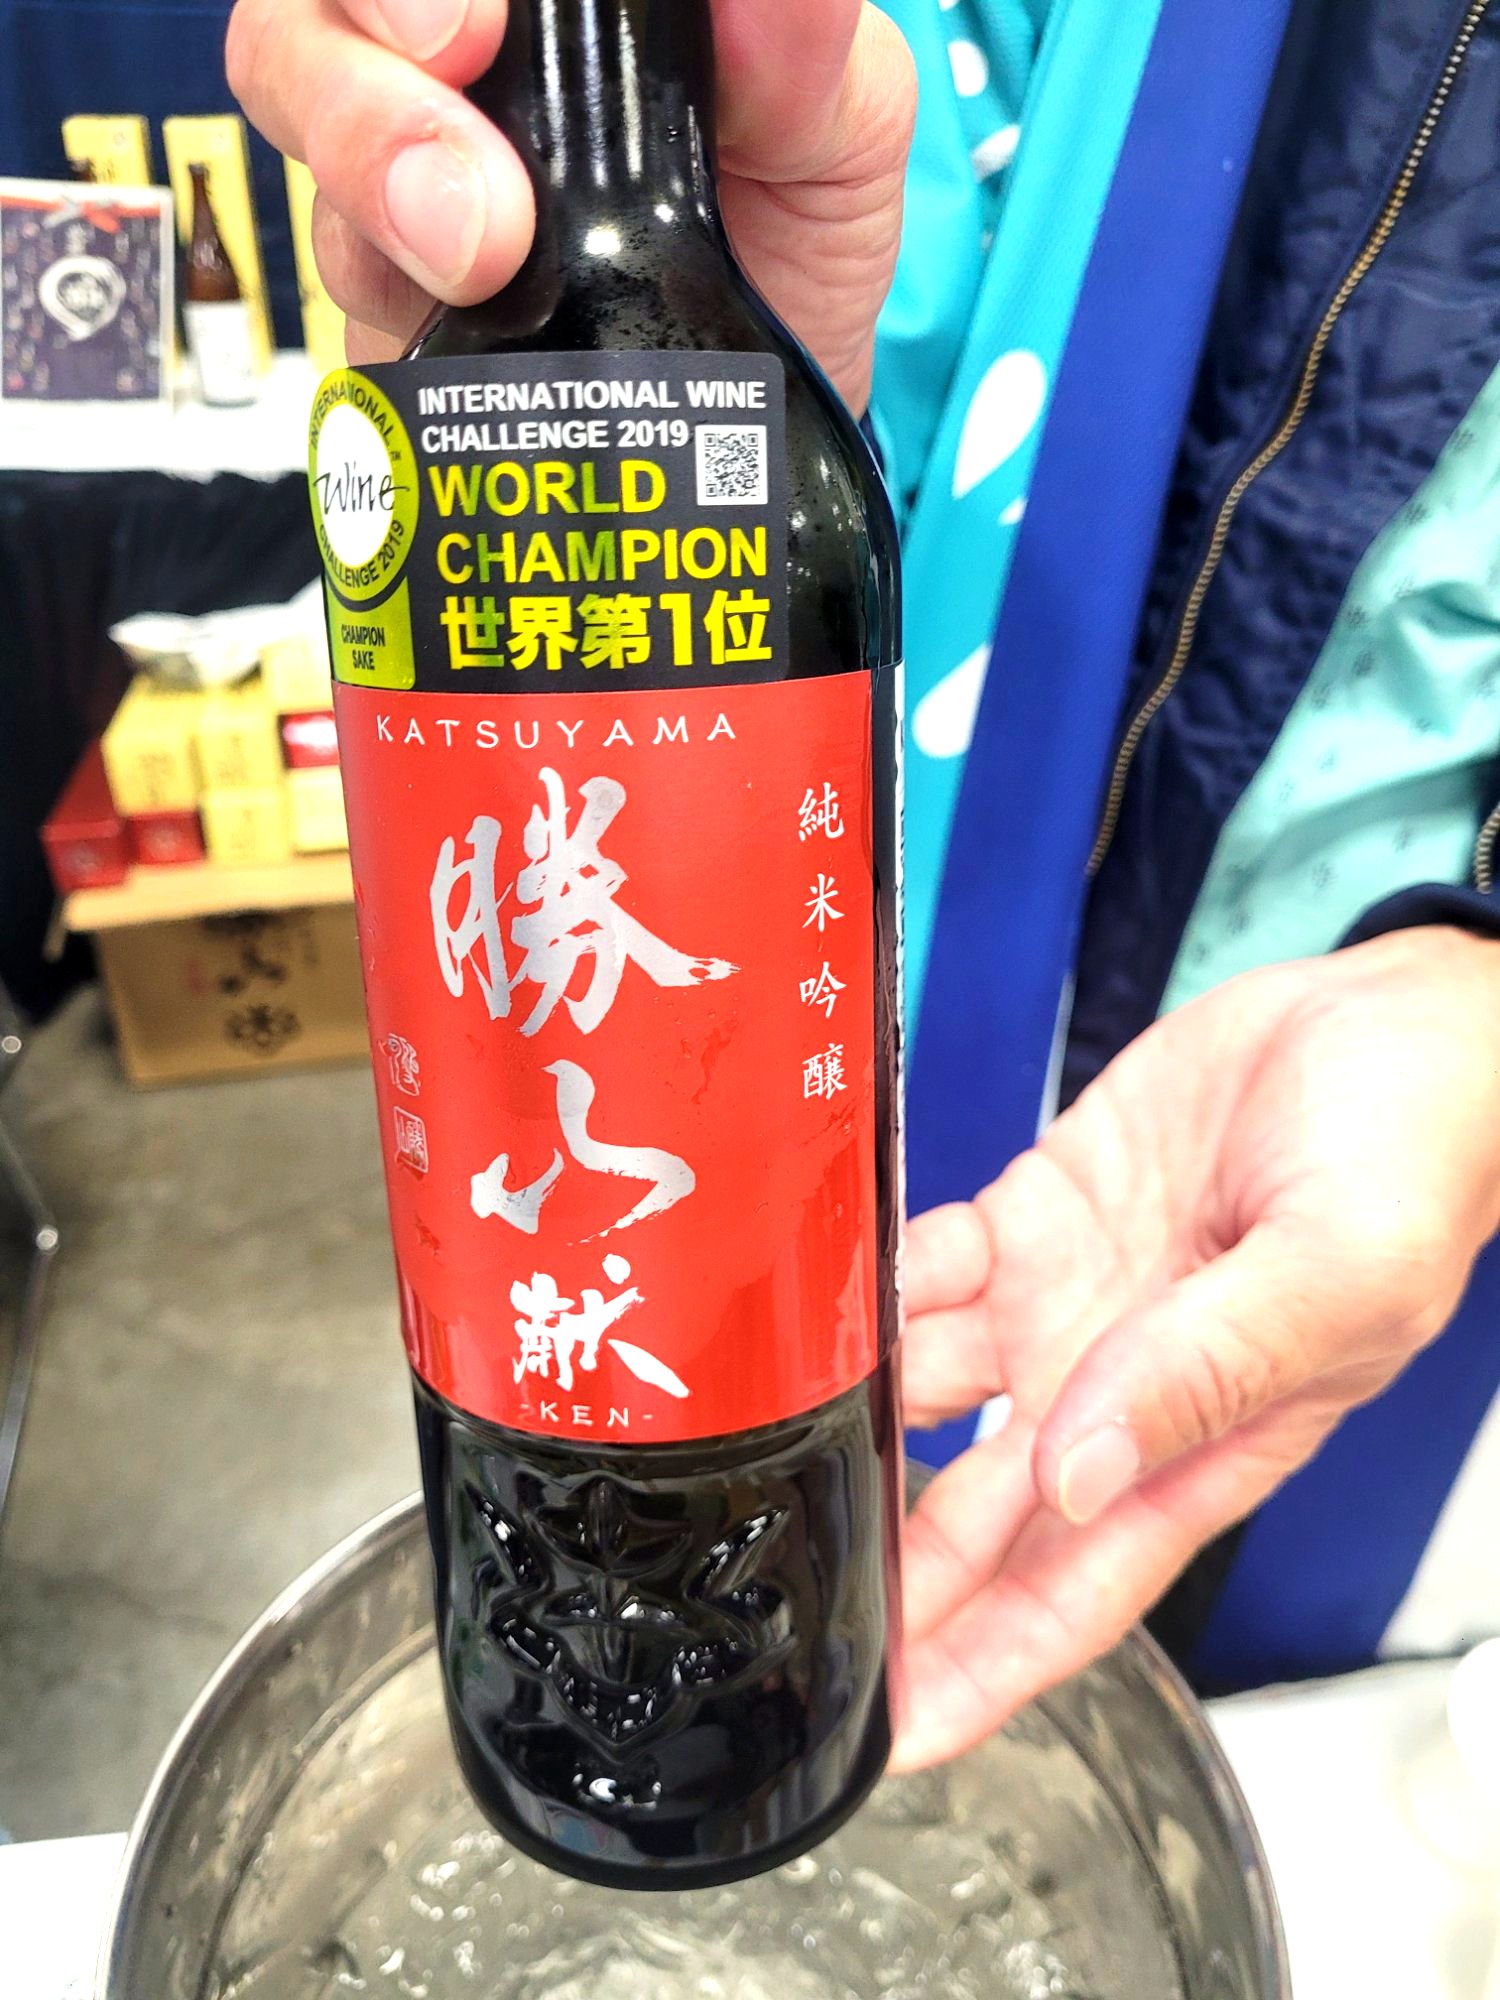 INTERNATIONAL WINE
CHALLENGE 2019
WORLD
CHAMPION
世界第1位
INTERNATIONAL
Wine
CHALLENGE 2019
CHAMPION
SAKE
KATSUYAMA
勝山
献
-KEN-
純米吟醸